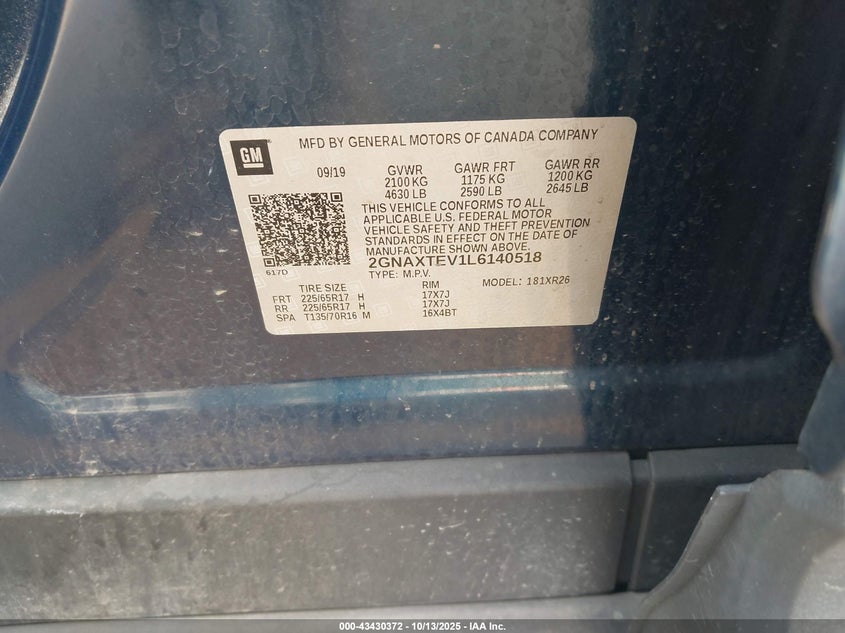 GM
MFD BY GENERAL MOTORS OF CANADA COMPANY
09/19 GVWR GAWR FRT GAWR RR
2100 KG 1175 KG 1200 KG
4630 LB 2590 LB 2645 LB
THIS VEHICLE CONFORMS TO ALL
APPLICABLE U.S. FEDERAL MOTOR
VEHICLE SAFETY AND THEFT PREVENTION
STANDARDS IN EFFECT ON THE DATE OF
MANUFACTURE SHOWN ABOVE.
617D
2GNAXTEV1L6140518
TYPE: M.P.V. MODEL: 181XR26
TIRE SIZE RIM
FRT 225/65R17 H 17X7J
RR 225/65R17 H 17X7J
SPA T135/70R16 M 16X4BT
000-43430372 - 10/13/2025 - IAA Inc.